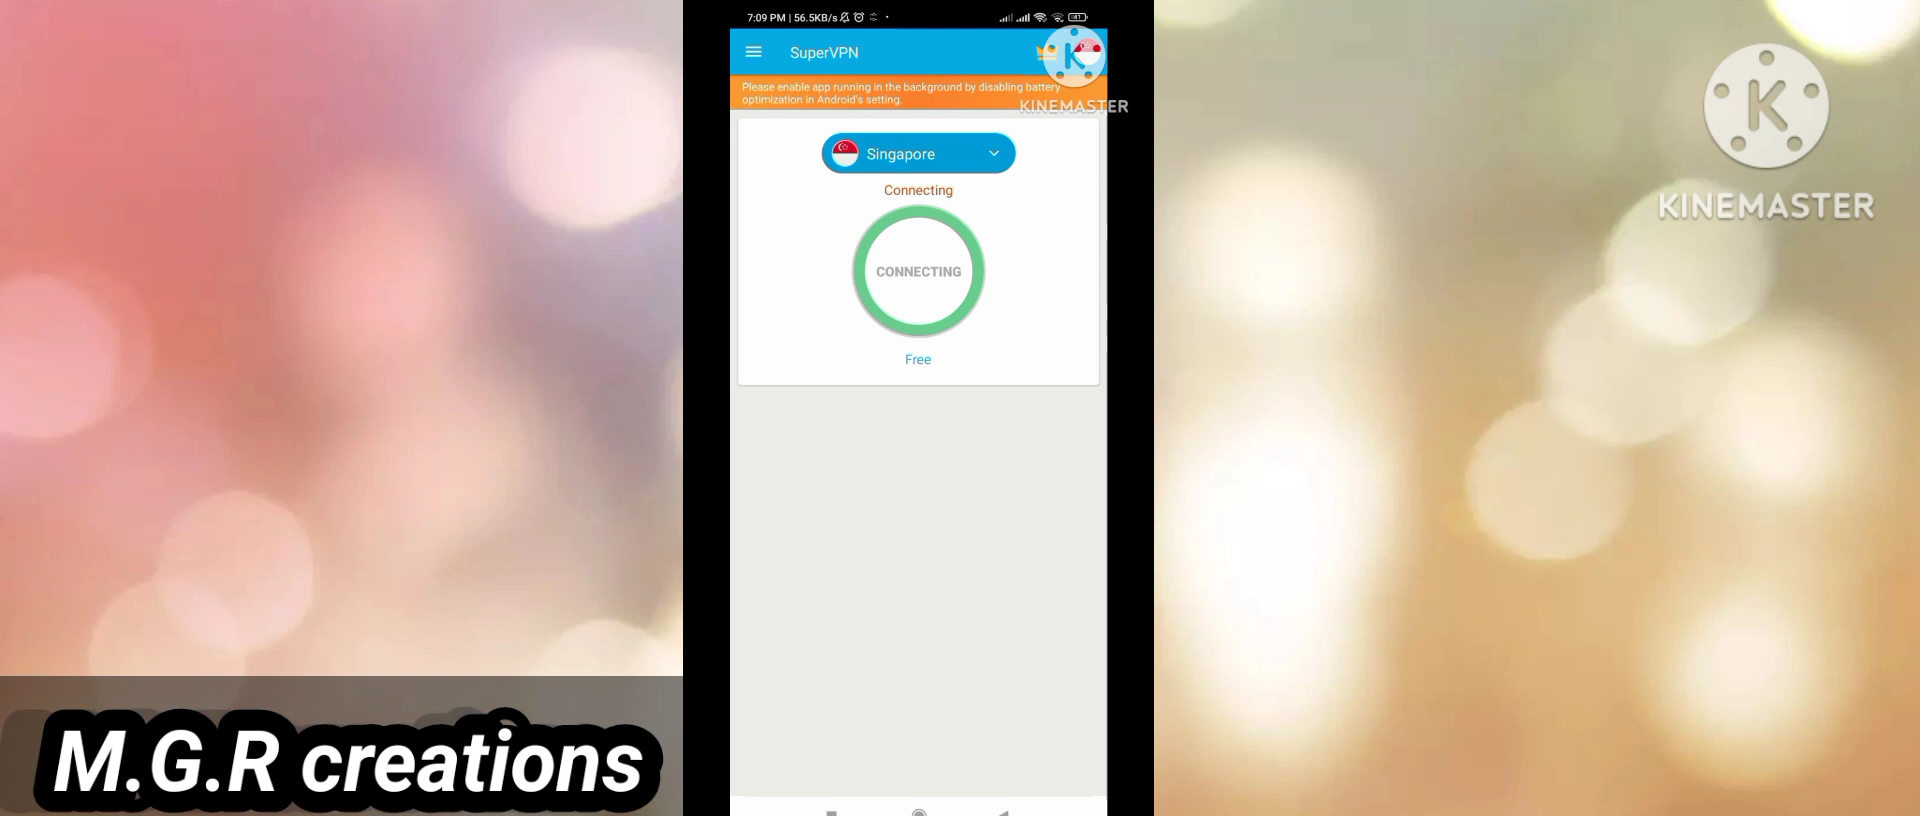 7:09 PM | 56.5KB/s
41
SuperVPN
K
KINEMASTER
Please enable app running in the background by disabling battery
optimization in Android's setting.
Singapore
Connecting
CONNECTING
Free
K
KINEMASTER
M.G.R creations